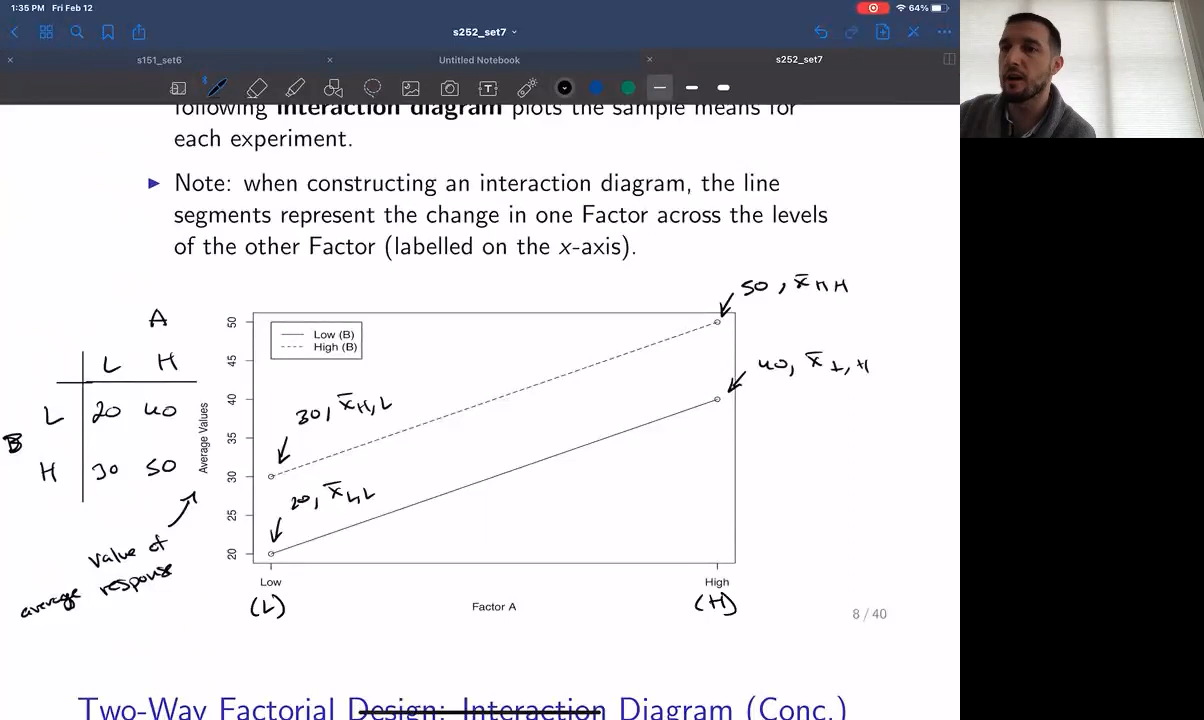 1:35 PM Fri Feb 12
64%
s252_set7
s151_set6
Untitled Notebook
s252_set7
following interaction diagram plots the sample means for
each experiment.
Note: when constructing an interaction diagram, the line
segments represent the change in one Factor across the levels
of the other Factor (labelled on the x-axis).
50, x̄ H H
40, x̄ L, H
30, x̄ H, L
20, x̄ L, L
A
L H
B
L 20 40
H 30 50
average value of response
Low (B)
High (B)
Average Values
50
45
40
35
30
25
20
Low
High
(L)
(H)
Factor A
8 / 40
Two-Way Factorial Design: Interaction Diagram (Conc.)